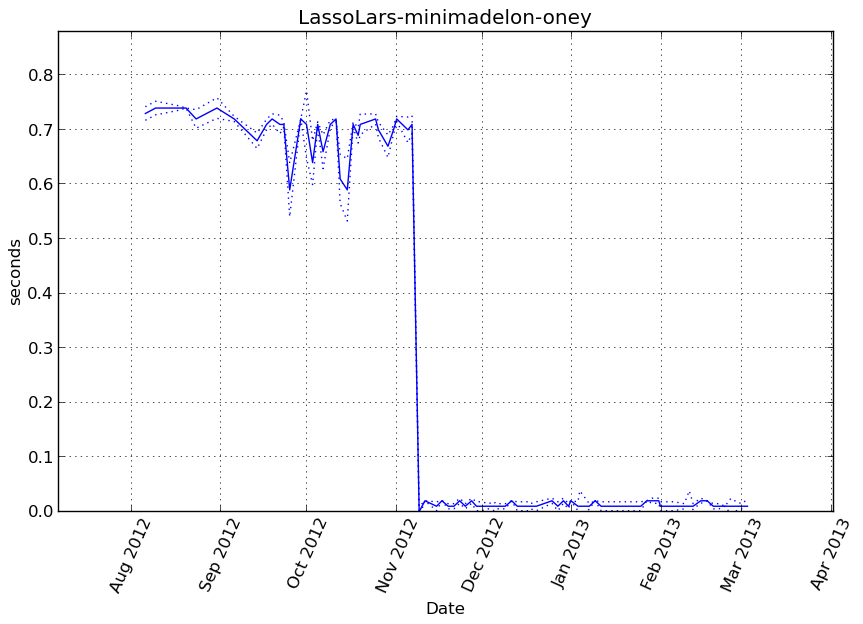 LassoLars-minimadelon-oney
0.8
0.7
0.6
0.5
0.4
0.3
0.2
0.1
0.0
seconds
Aug 2012
Sep 2012
Oct 2012
Nov 2012
Dec 2012
Jan 2013
Feb 2013
Mar 2013
Apr 2013
Date